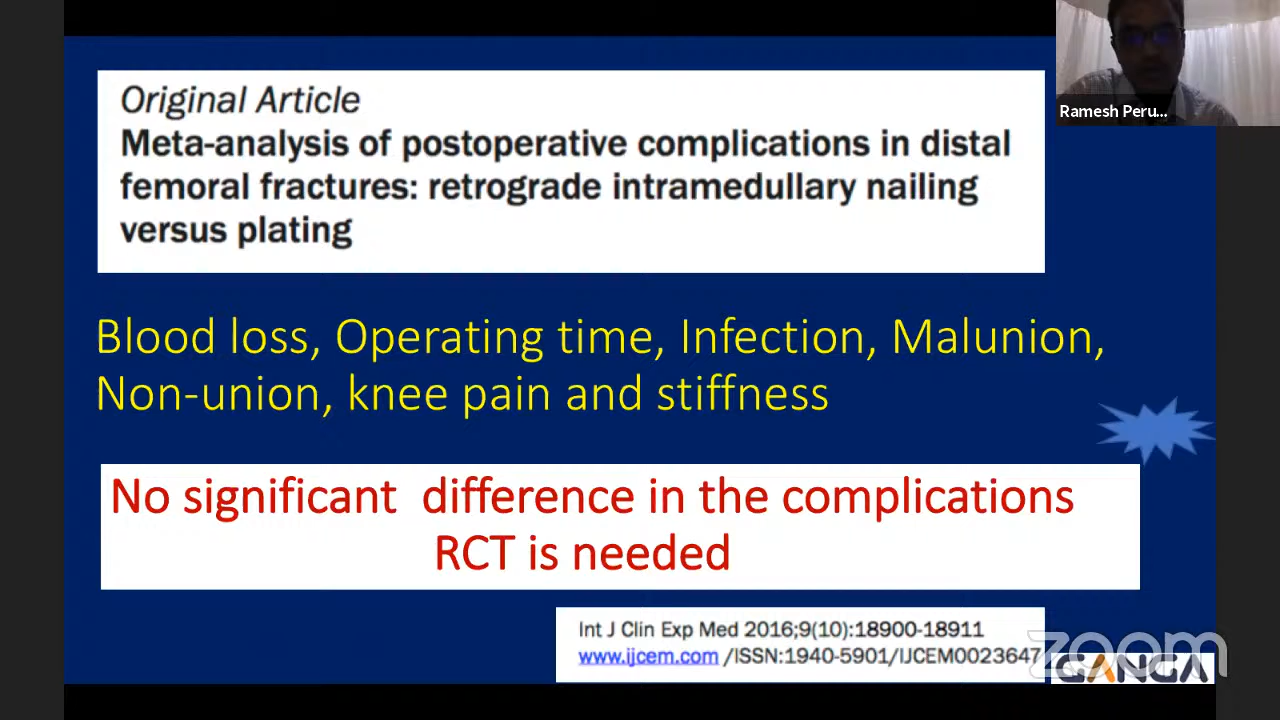 Original Article
Meta-analysis of postoperative complications in distal
femoral fractures: retrograde intramedullary nailing
versus plating
Ramesh Peru...
Blood loss, Operating time, Infection, Malunion,
Non-union, knee pain and stiffness
No significant difference in the complications
RCT is needed
Int J Clin Exp Med 2016;9(10):18900-18911
www.ijcem.com /ISSN:1940-5901/IJCEM0023647
zoom
GANGA